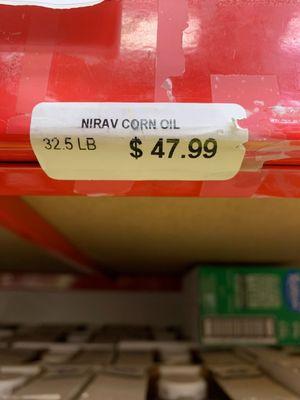 NIRAV CORN OIL
32.5 LB $ 47.99